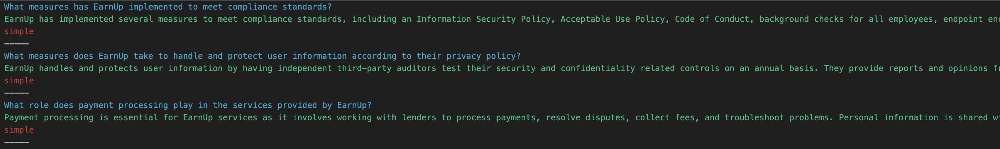 What measures has EarnUp implemented to meet compliance standards?
EarnUp has implemented several measures to meet compliance standards, including an Information Security Policy, Acceptable Use Policy, Code of Conduct, background checks for all employees, endpoint
simple
-----
What measures does EarnUp take to handle and protect user information according to their privacy policy?
EarnUp handles and protects user information by having independent third-party auditors test their security and confidentiality related controls on an annual basis. They provide reports and opinions
simple
-----
What role does payment processing play in the services provided by EarnUp?
Payment processing is essential for EarnUp services as it involves working with lenders to process payments, resolve disputes, collect fees, and troubleshoot problems. Personal information is shared
simple
-----